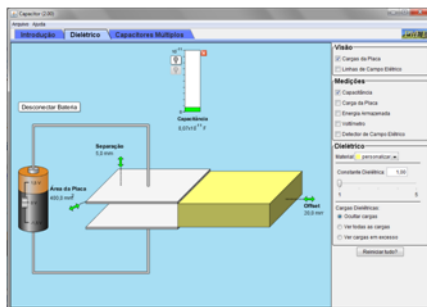 Capacitor (2.00)
Arquivo Ajuda
Introdução
Dielétrico
Capacitores Múltiplos
Desconectar Bateria
Capacitância
Separação
5,0 mm
Área da Placa
400,0 mm²
Offset
20,0 mm
Visão
Cargas da Placa
Linhas de Campo Elétrico
Medições
Capacitância
Carga da Placa
Energia Armazenada
Voltímetro
Detector de Campo Elétrico
Dielétrico
Material: personalizar
Constante Dielétrica: 1,00
1 5
Cargas Dielétricas:
Ocultar cargas
Ver todas as cargas
Ver cargas em excesso
Reiniciar tudo?